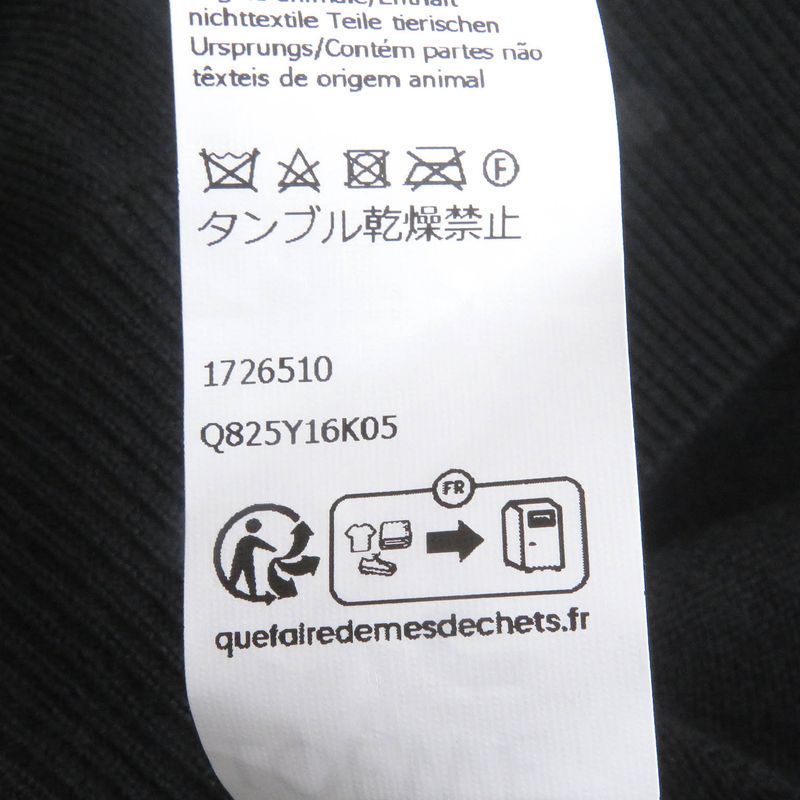 nichttextile Teile tierischen
Ursprungs/Contém partes não
têxteis de origem animal
F
タンブル乾燥禁止
1726510
Q825Y16K05
FR
quefairedemesdechets.fr